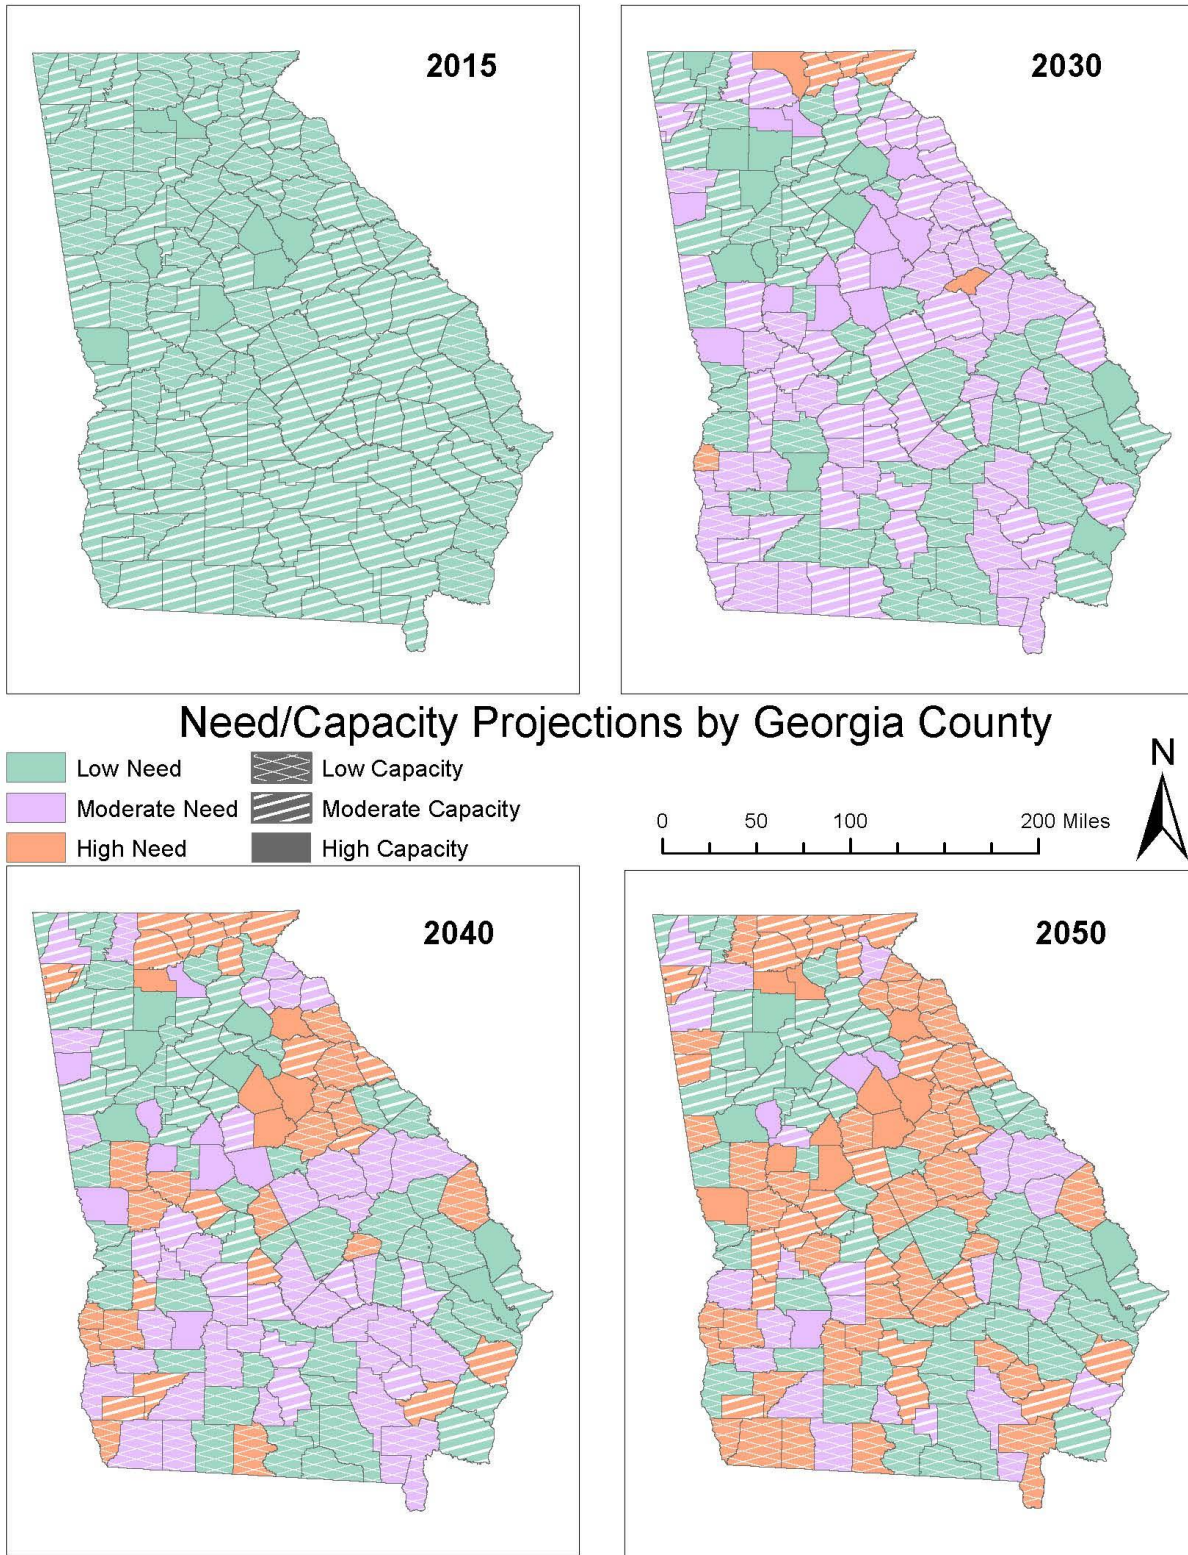 2015
2030
Need/Capacity Projections by Georgia County
Low Need
Low Capacity
Moderate Need
Moderate Capacity
High Need
High Capacity
0 50 100 200 Miles
N
2040
2050